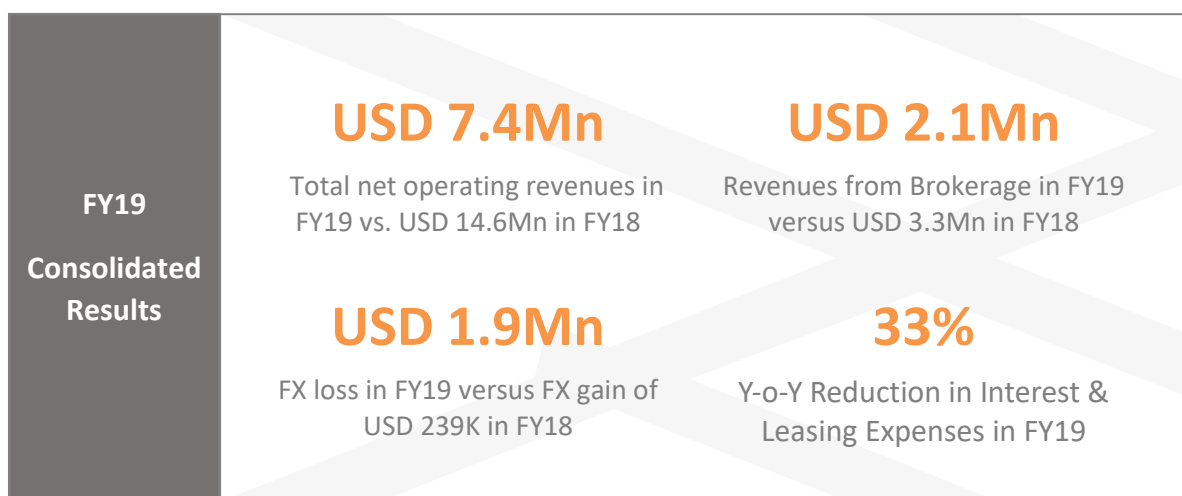 FY19
Consolidated
Results
USD 7.4Mn
Total net operating revenues in
FY19 vs. USD 14.6Mn in FY18
USD 2.1Mn
Revenues from Brokerage in FY19
versus USD 3.3Mn in FY18
USD 1.9Mn
FX loss in FY19 versus FX gain of
USD 239K in FY18
33%
Y-o-Y Reduction in Interest &
Leasing Expenses in FY19